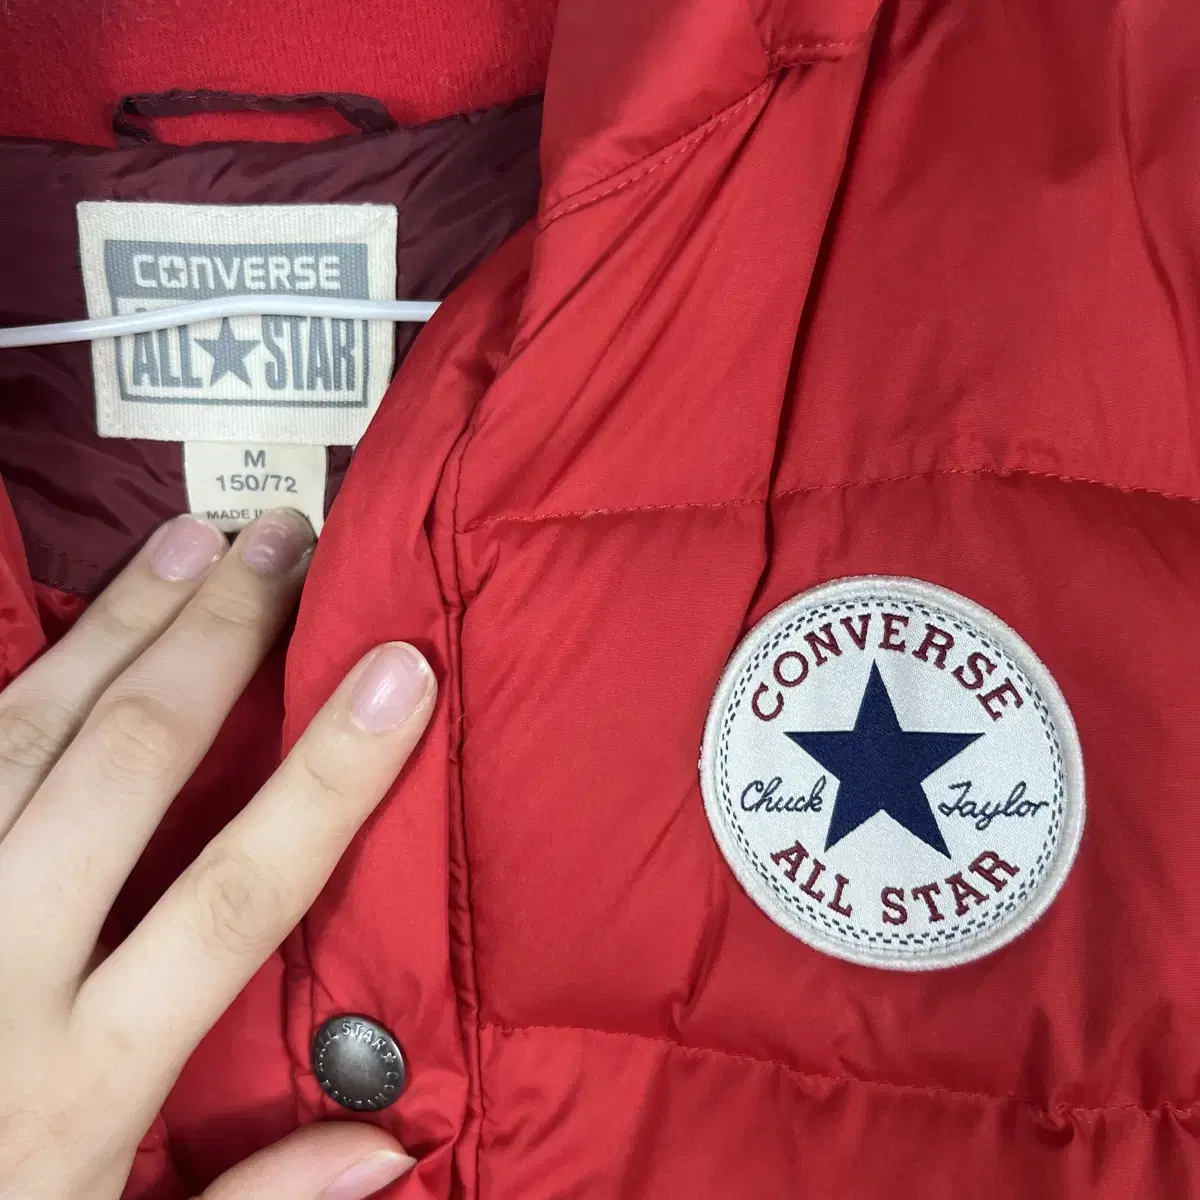 CONVERSE
ALL★STAR
M
150/72
MADE IN
CONVERSE
Chuck Taylor
ALL STAR
ALL STAR